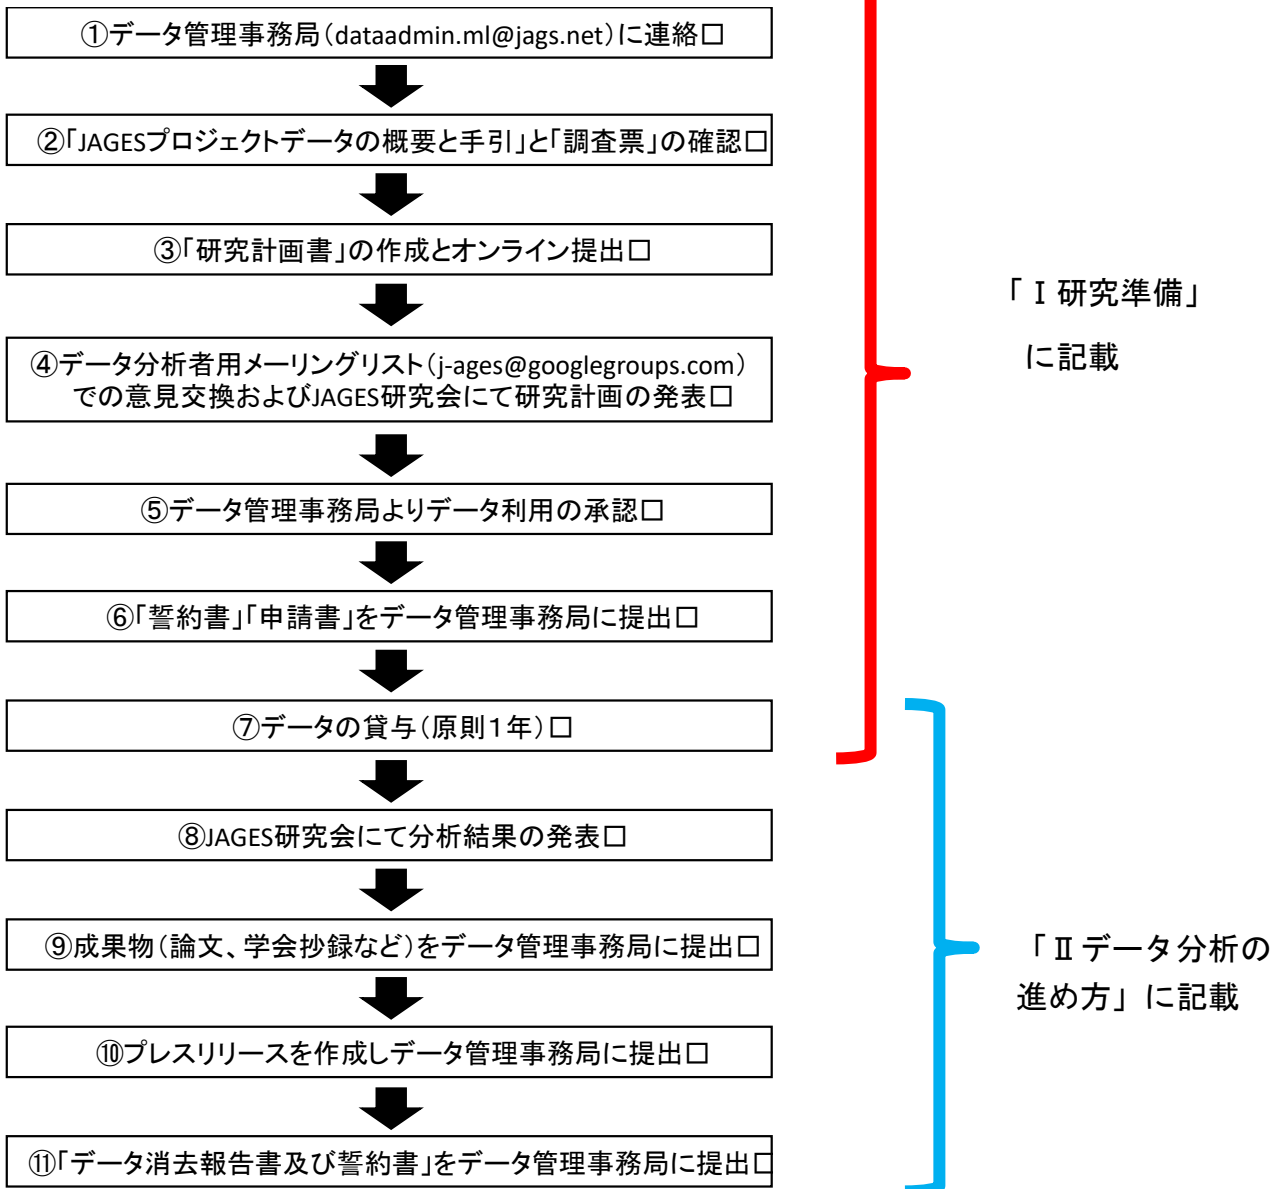 ①データ管理事務局（dataadmin.ml@jags.net）に連絡□
②「JAGESプロジェクトデータの概要と手引」と「調査票」の確認□
③「研究計画書」の作成とオンライン提出□
④データ分析者用メーリングリスト（j-ages@googlegroups.com）
での意見交換およびJAGES研究会にて研究計画の発表□
⑤データ管理事務局よりデータ利用の承認□
⑥「誓約書」「申請書」をデータ管理事務局に提出□
⑦データの貸与（原則１年）□
⑧JAGES研究会にて分析結果の発表□
⑨成果物（論文、学会抄録など）をデータ管理事務局に提出□
⑩プレスリリースを作成しデータ管理事務局に提出□
⑪「データ消去報告書及び誓約書」をデータ管理事務局に提出□
「Ⅰ研究準備」
に記載
「Ⅱデータ分析の
進め方」に記載